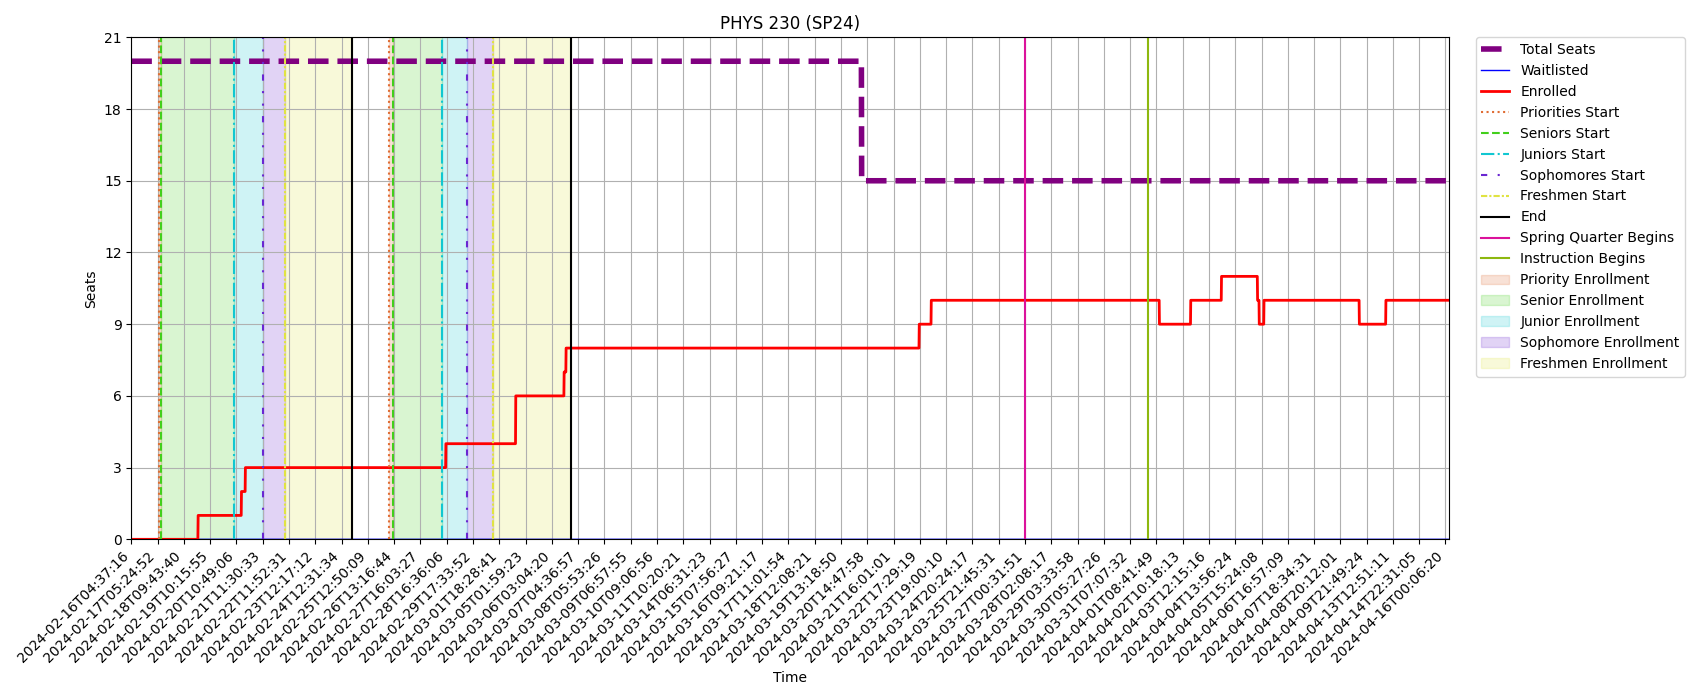 PHYS 230 (SP24)
21
18
15
12
9
6
3
0
Seats
2024-02-16T04:37:16
2024-02-17T05:24:52
2024-02-18T09:43:40
2024-02-19T10:15:55
2024-02-20T10:49:06
2024-02-21T11:30:33
2024-02-22T11:52:31
2024-02-23T12:17:12
2024-02-24T12:31:34
2024-02-25T12:50:09
2024-02-26T13:16:44
2024-02-27T16:03:27
2024-02-28T16:36:06
2024-02-29T17:33:52
2024-03-01T18:28:41
2024-03-05T01:59:23
2024-03-06T03:04:20
2024-03-07T04:36:57
2024-03-08T05:53:26
2024-03-09T06:57:55
2024-03-10T09:06:56
2024-03-11T10:20:21
2024-03-14T06:31:23
2024-03-15T07:56:27
2024-03-16T09:21:17
2024-03-17T11:01:54
2024-03-18T12:08:21
2024-03-19T13:18:50
2024-03-20T14:47:58
2024-03-21T16:01:01
2024-03-22T17:29:19
2024-03-23T19:00:10
2024-03-24T20:24:17
2024-03-25T21:45:31
2024-03-27T00:31:51
2024-03-28T02:08:17
2024-03-29T03:33:58
2024-03-30T05:27:26
2024-03-31T07:07:32
2024-04-01T08:41:49
2024-04-02T10:18:13
2024-04-03T12:15:16
2024-04-04T13:56:24
2024-04-05T15:24:08
2024-04-06T16:57:09
2024-04-07T18:34:31
2024-04-08T20:12:01
2024-04-09T21:49:24
2024-04-13T12:51:11
2024-04-14T22:31:05
2024-04-16T00:06:20
Time
Total Seats
Waitlisted
Enrolled
Priorities Start
Seniors Start
Juniors Start
Sophomores Start
Freshmen Start
End
Spring Quarter Begins
Instruction Begins
Priority Enrollment
Senior Enrollment
Junior Enrollment
Sophomore Enrollment
Freshmen Enrollment